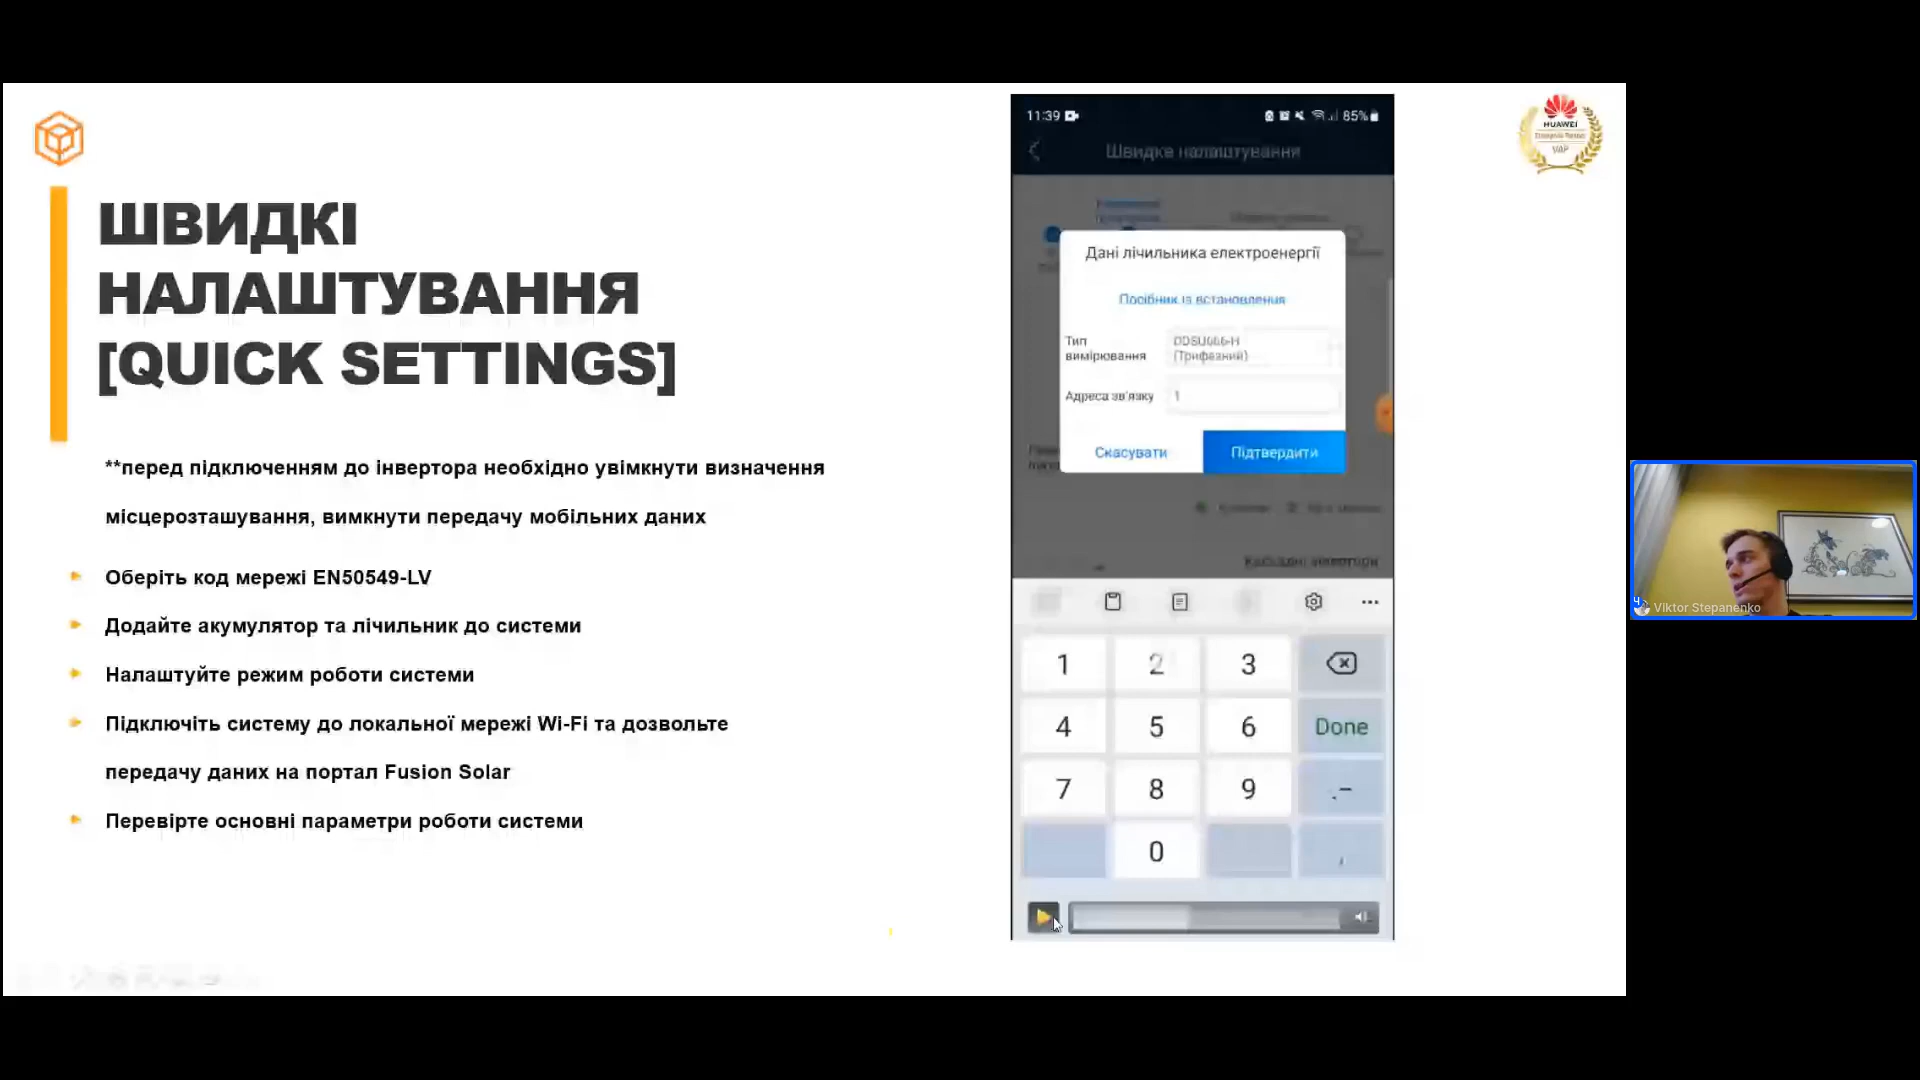 ШВИДКІ
НАЛАШТУВАННЯ
[QUICK SETTINGS]
**перед підключенням до інвертора необхідно увімкнути визначення
місцерозташування, вимкнути передачу мобільних даних
Оберіть код мережі EN50549-LV
Додайте акумулятор та лічильник до системи
Налаштуйте режим роботи системи
Підключіть систему до локальної мережі Wi-Fi та дозвольте
передачу даних на портал Fusion Solar
Перевірте основні параметри роботи системи
11:39
85%
Швидке налаштування
Дані лічильника електроенергії
Посібник із встановлення
Тип
вимірювання
(Трифазний)
Адреса зв'язку
1
Скасувати
Підтвердити
Каскадні інвертори
1
2
3
4
5
6
Done
7
8
9
.-
0
,
HUAWEI
VAP
Viktor Stepanenko